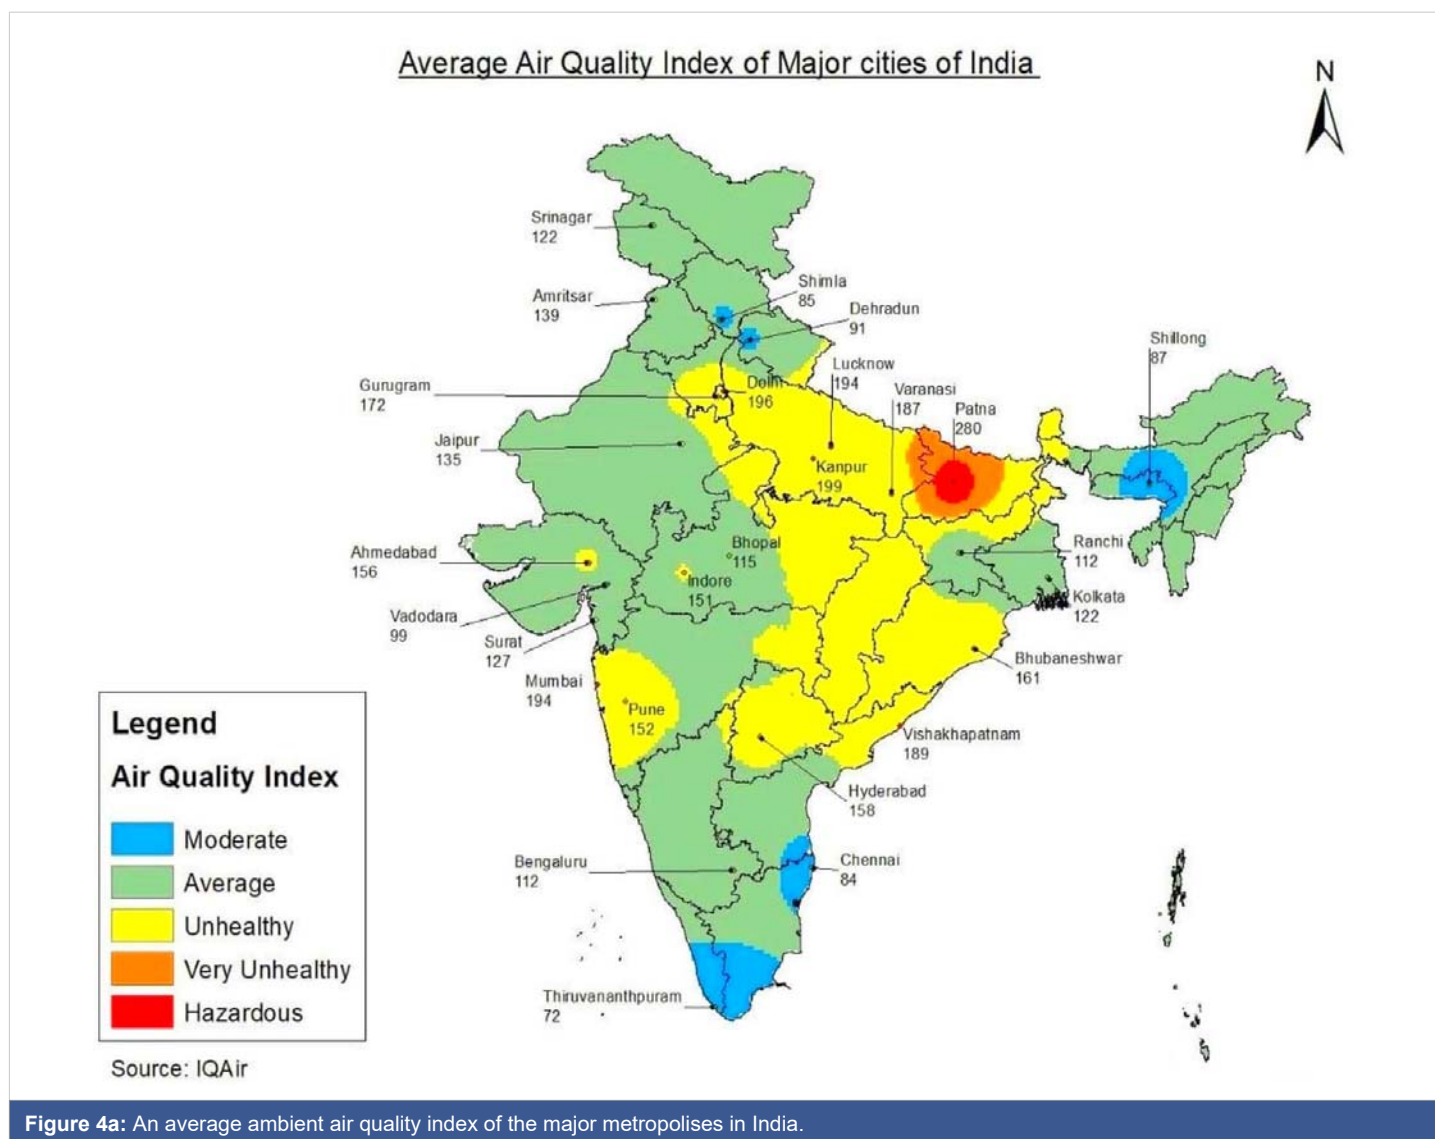 Average Air Quality Index of Major cities of India
N
Srinagar
122
Shimla
85
Amritsar
139
Dehradun
91
Shillong
87
Lucknow
194
Gurugram
172
Delhi
196
Varanasi
187
Patna
280
Jaipur
135
Kanpur
199
Bhopal
115
Ranchi
112
Ahmedabad
156
Indore
151
Kolkata
122
Vadodara
99
Surat
127
Bhubaneshwar
161
Mumbai
194
Pune
152
Vishakhapatnam
189
Hyderabad
158
Bengaluru
112
Chennai
84
Thiruvananthpuram
72
Legend
Air Quality Index
Moderate
Average
Unhealthy
Very Unhealthy
Hazardous
Source: IQAir
Figure 4a: An average ambient air quality index of the major metropolises in India.